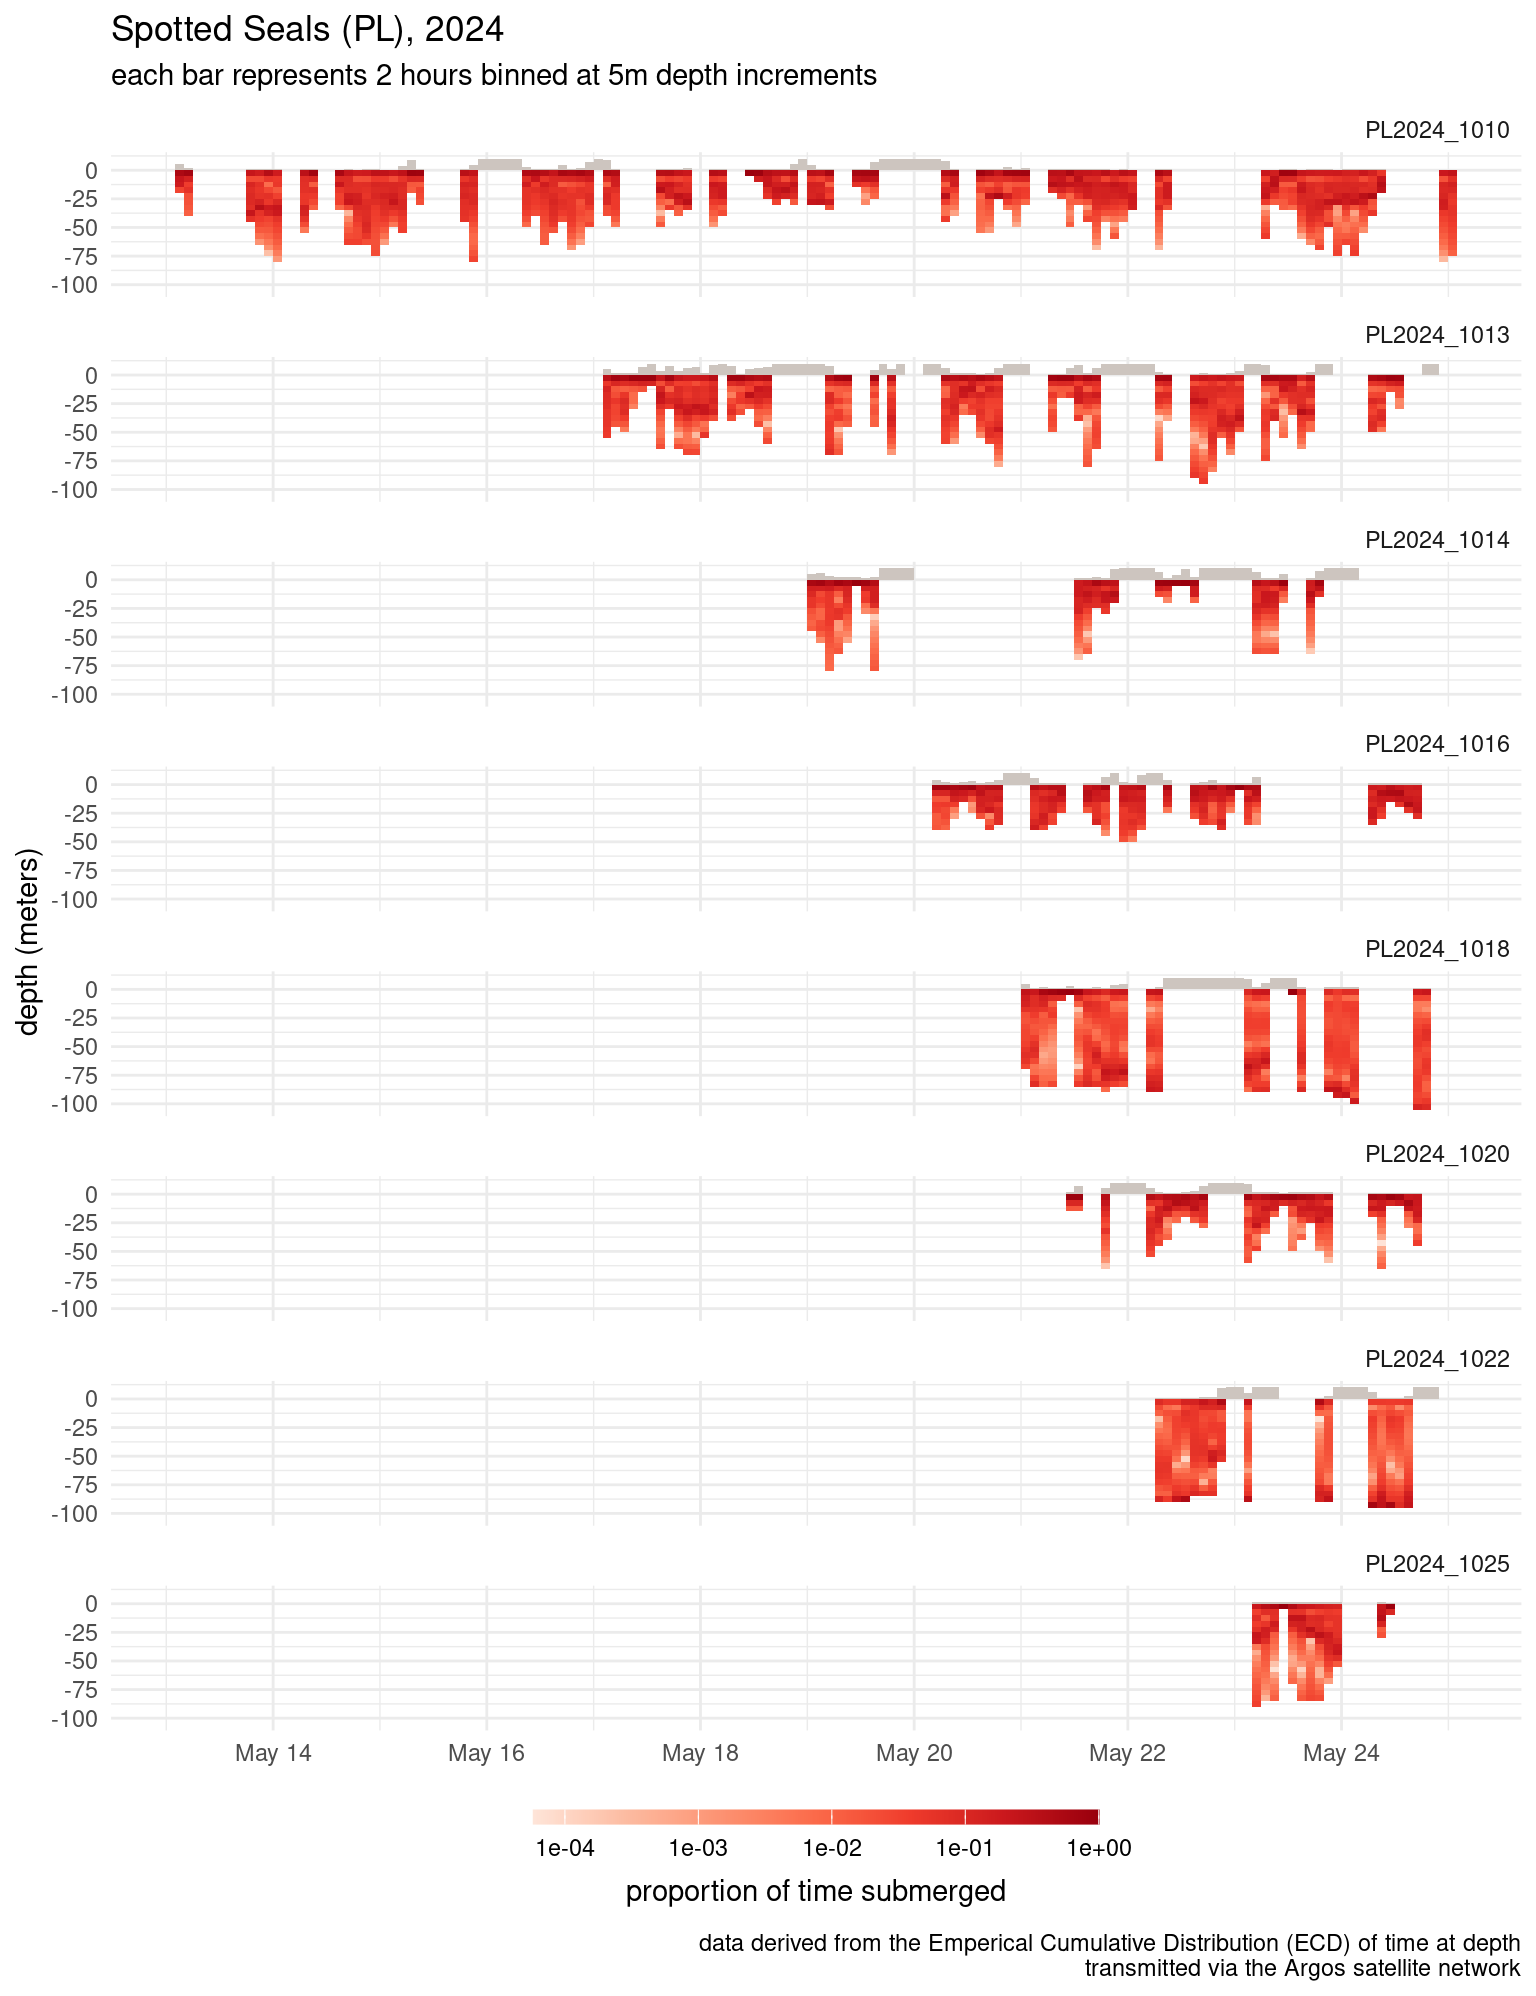 Spotted Seals (PL), 2024
each bar represents 2 hours binned at 5m depth increments
PL2024_1010
0
-25
-50
-75
-100
PL2024_1013
0
-25
-50
-75
-100
PL2024_1014
0
-25
-50
-75
-100
PL2024_1016
0
-25
-50
-75
-100
depth (meters)
PL2024_1018
0
-25
-50
-75
-100
PL2024_1020
0
-25
-50
-75
-100
PL2024_1022
0
-25
-50
-75
-100
PL2024_1025
0
-25
-50
-75
-100
May 14 May 16 May 18 May 20 May 22 May 24
1e-04 1e-03 1e-02 1e-01 1e+00
proportion of time submerged
data derived from the Emperical Cumulative Distribution (ECD) of time at depth
transmitted via the Argos satellite network